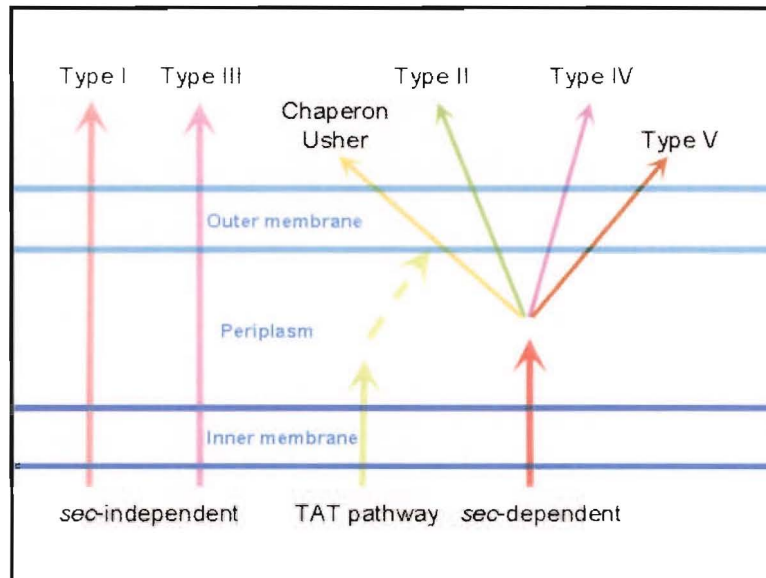 Type I
Type III
Type II
Type IV
Chaperon
Usher
Type V
Outer membrane
Periplasm
Inner membrane
sec-independent
TAT pathway
sec-dependent